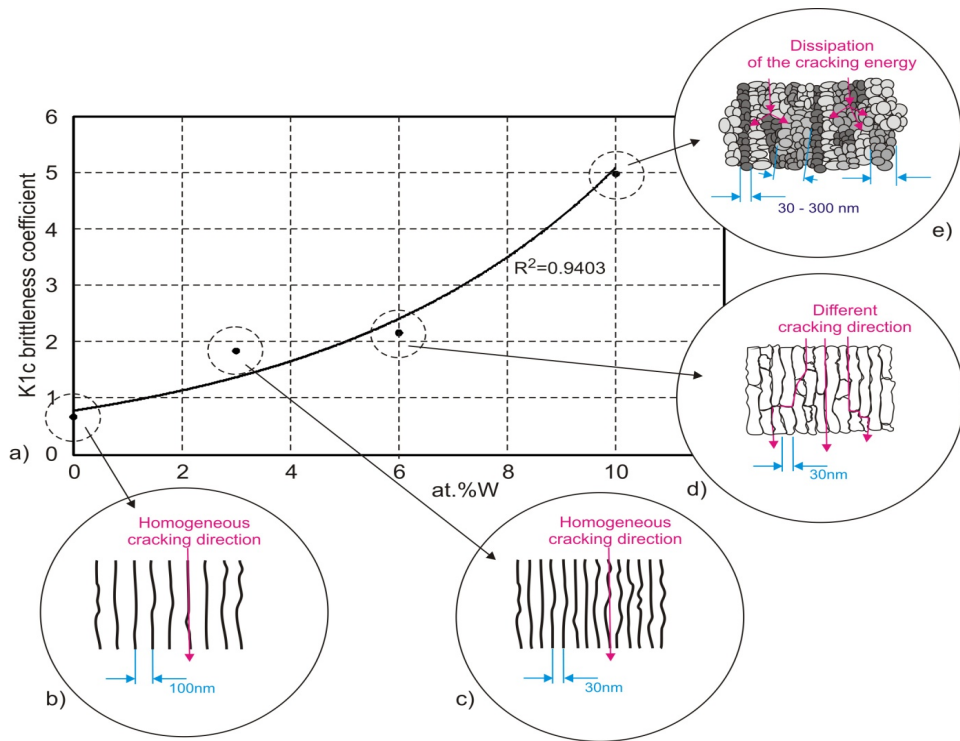 Dissipation
of the cracking energy
30 - 300 nm
e)
K1c brittleness coefficient
6
5
4
3
2
1
0
R²=0.9403
a)
0
2
4
6
8
10
at.%W
Different
cracking direction
30nm
d)
Homogeneous
cracking direction
100nm
b)
Homogeneous
cracking direction
30nm
c)